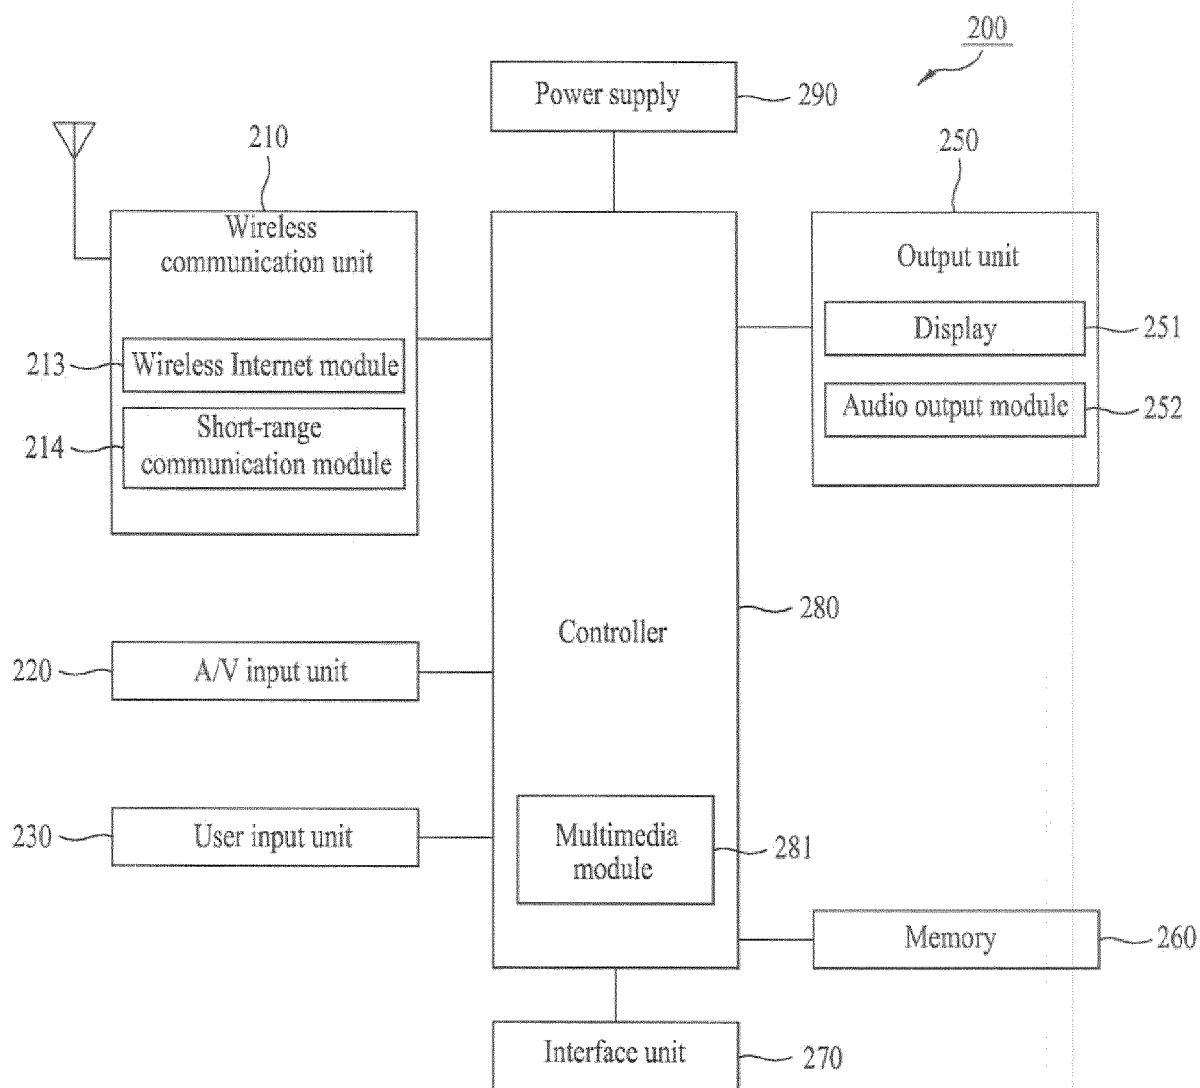 200
Power supply
290
210
250
Wireless
communication unit
Output unit
Display
251
213
Wireless Internet module
Audio output module
252
214
Short-range
communication module
280
Controller
220
A/V input unit
230
User input unit
Multimedia
module
281
Memory
260
Interface unit
270